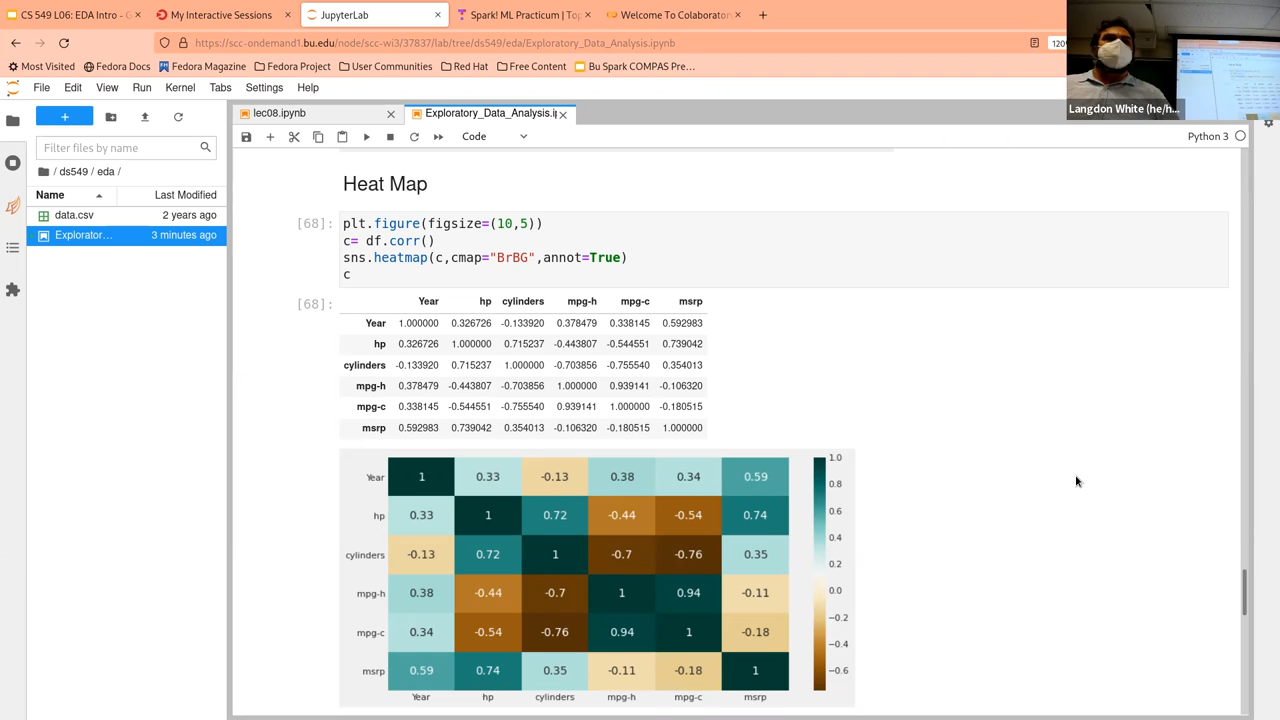 CS 549 L06: EDA Intro - G
My Interactive Sessions
JupyterLab
Spark! ML Practicum | Top
Welcome To Colaborator
https://scc-ondemand1.bu.edu/node/scc-wi3/37837/lab/tree/ds549/eda/Exploratory_Data_Analysis.ipynb
120%
Most Visited
Fedora Docs
Fedora Magazine
Fedora Project
User Communities
Red Hat
Free Content
Bu Spark COMPAS Pre…
Langdon White (he/h...
File Edit View Run Kernel Tabs Settings Help
lec08.ipynb
Exploratory_Data_Analysis.i
Filter files by name
Code
Python 3
/ ds549 / eda /
Name Last Modified
data.csv 2 years ago
Explorator… 3 minutes ago
Heat Map
[68]: plt.figure(figsize=(10,5))
c= df.corr()
sns.heatmap(c,cmap="BrBG",annot=True)
c
[68]: Year hp cylinders mpg-h mpg-c msrp
Year 1.000000 0.326726 -0.133920 0.378479 0.338145 0.592983
hp 0.326726 1.000000 0.715237 -0.443807 -0.544551 0.739042
cylinders -0.133920 0.715237 1.000000 -0.703856 -0.755540 0.354013
mpg-h 0.378479 -0.443807 -0.703856 1.000000 0.939141 -0.106320
mpg-c 0.338145 -0.544551 -0.755540 0.939141 1.000000 -0.180515
msrp 0.592983 0.739042 0.354013 -0.106320 -0.180515 1.000000
Year 1 0.33 -0.13 0.38 0.34 0.59
hp 0.33 1 0.72 -0.44 -0.54 0.74
cylinders -0.13 0.72 1 -0.7 -0.76 0.35
mpg-h 0.38 -0.44 -0.7 1 0.94 -0.11
mpg-c 0.34 -0.54 -0.76 0.94 1 -0.18
msrp 0.59 0.74 0.35 -0.11 -0.18 1
Year hp cylinders mpg-h mpg-c msrp
1.0
0.8
0.6
0.4
0.2
0.0
−0.2
−0.4
−0.6